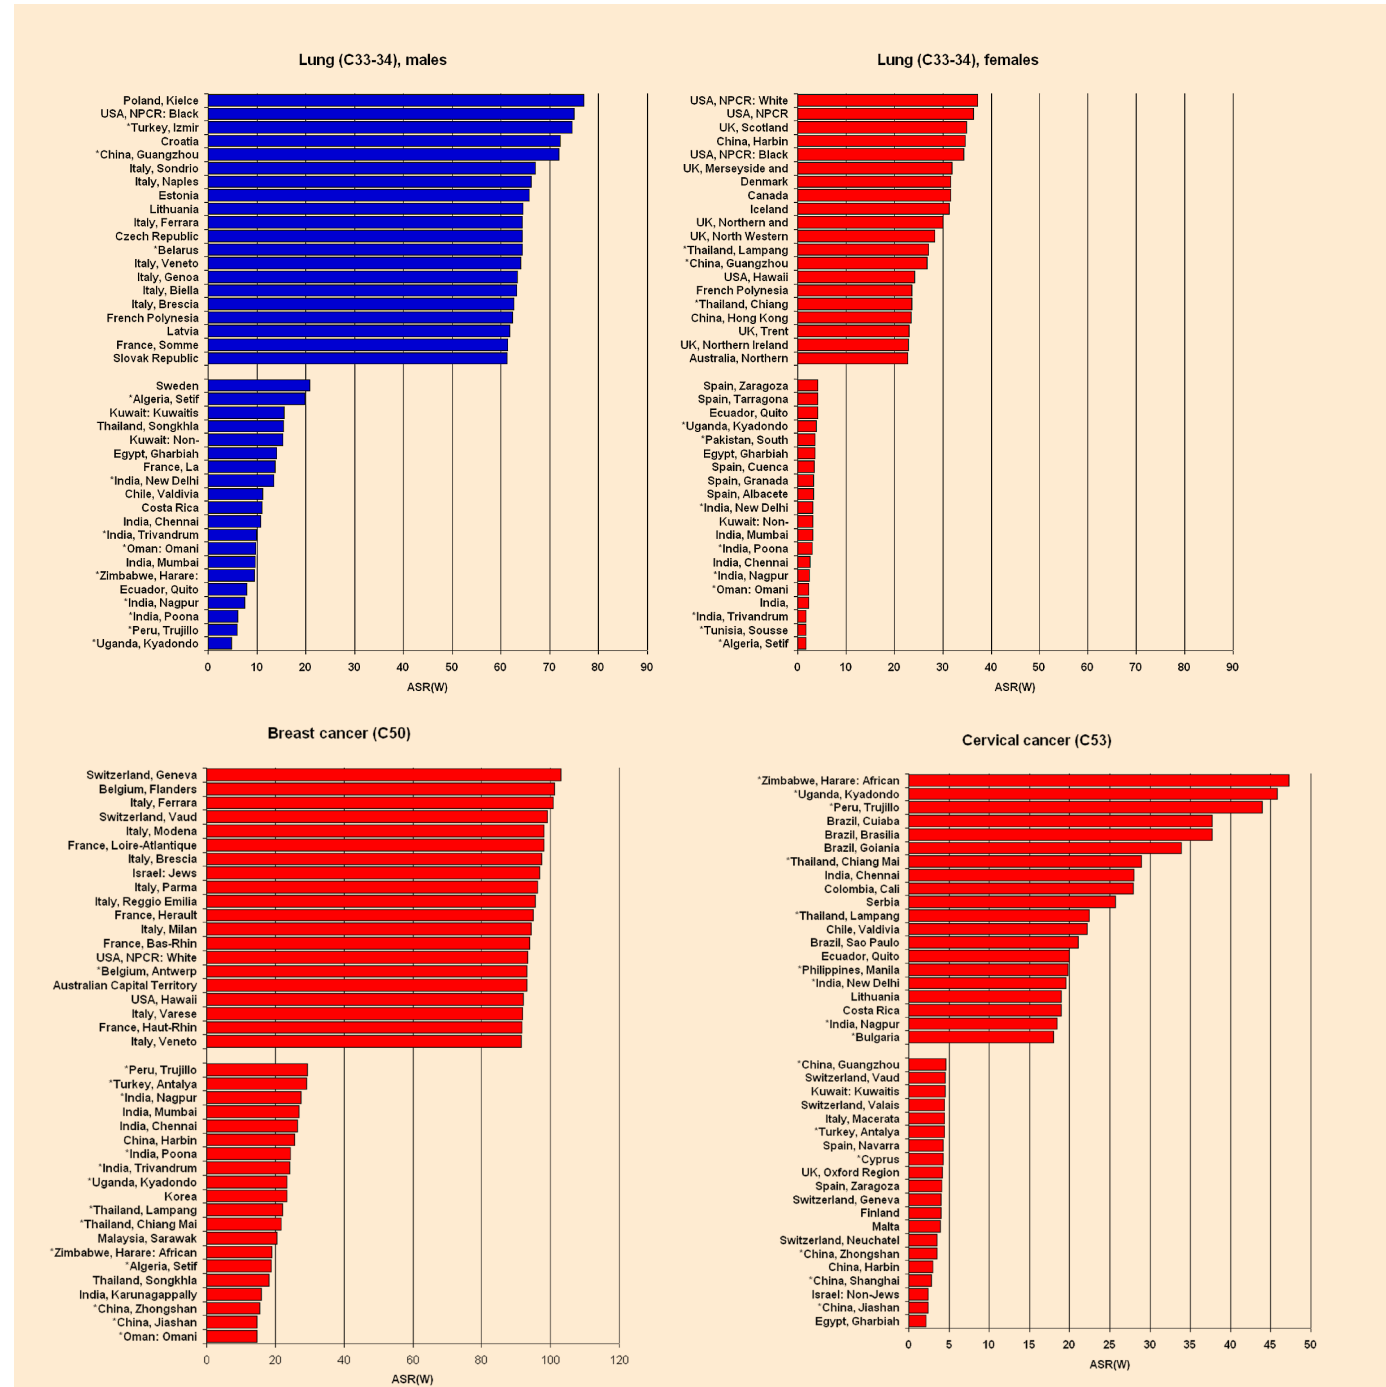 Lung (C33-34), males
Poland, Kielce
USA, NPCR: Black
*Turkey, Izmir
Croatia
*China, Guangzhou
Italy, Sondrio
Italy, Naples
Estonia
Lithuania
Italy, Ferrara
Czech Republic
*Belarus
Italy, Veneto
Italy, Genoa
Italy, Biella
Italy, Brescia
French Polynesia
Latvia
France, Somme
Slovak Republic
Sweden
*Algeria, Setif
Kuwait: Kuwaitis
Thailand, Songkhla
Kuwait: Non-
Egypt, Gharbiah
France, La
*India, New Delhi
Chile, Valdivia
Costa Rica
India, Chennai
*India, Trivandrum
*Oman: Omani
India, Mumbai
*Zimbabwe, Harare:
Ecuador, Quito
*India, Nagpur
*India, Poona
*Peru, Trujillo
*Uganda, Kyadondo
0 10 20 30 40 50 60 70 80 90
ASR(W)
Lung (C33-34), females
USA, NPCR: White
USA, NPCR
UK, Scotland
China, Harbin
USA, NPCR: Black
UK, Merseyside and
Denmark
Canada
Iceland
UK, Northern and
UK, North Western
*Thailand, Lampang
*China, Guangzhou
USA, Hawaii
French Polynesia
*Thailand, Chiang
China, Hong Kong
UK, Trent
UK, Northern Ireland
Australia, Northern
Spain, Zaragoza
Spain, Tarragona
Ecuador, Quito
*Uganda, Kyadondo
*Pakistan, South
Egypt, Gharbiah
Spain, Cuenca
Spain, Granada
Spain, Albacete
*India, New Delhi
Kuwait: Non-
India, Mumbai
*India, Poona
India, Chennai
*India, Nagpur
*Oman: Omani
India,
*India, Trivandrum
*Tunisia, Sousse
*Algeria, Setif
0 10 20 30 40 50 60 70 80 90
ASR(W)
Breast cancer (C50)
Switzerland, Geneva
Belgium, Flanders
Italy, Ferrara
Switzerland, Vaud
Italy, Modena
France, Loire-Atlantique
Italy, Brescia
Israel: Jews
Italy, Parma
Italy, Reggio Emilia
France, Herault
Italy, Milan
France, Bas-Rhin
USA, NPCR: White
*Belgium, Antwerp
Australian Capital Territory
USA, Hawaii
Italy, Varese
France, Haut-Rhin
Italy, Veneto
*Peru, Trujillo
*Turkey, Antalya
*India, Nagpur
India, Mumbai
India, Chennai
China, Harbin
*India, Poona
*India, Trivandrum
*Uganda, Kyadondo
Korea
*Thailand, Lampang
*Thailand, Chiang Mai
Malaysia, Sarawak
*Zimbabwe, Harare: African
*Algeria, Setif
Thailand, Songkhla
India, Karunagappally
*China, Zhongshan
*China, Jiashan
*Oman: Omani
0 20 40 60 80 100 120
ASR(W)
Cervical cancer (C53)
*Zimbabwe, Harare: African
*Uganda, Kyadondo
*Peru, Trujillo
Brazil, Cuiaba
Brazil, Brasilia
Brazil, Goiania
*Thailand, Chiang Mai
India, Chennai
Colombia, Cali
Serbia
*Thailand, Lampang
Chile, Valdivia
Brazil, Sao Paulo
Ecuador, Quito
*Philippines, Manila
*India, New Delhi
Lithuania
Costa Rica
*India, Nagpur
*Bulgaria
*China, Guangzhou
Switzerland, Vaud
Kuwait: Kuwaitis
Switzerland, Valais
Italy, Macerata
*Turkey, Antalya
Spain, Navarra
*Cyprus
UK, Oxford Region
Spain, Zaragoza
Switzerland, Geneva
Finland
Malta
Switzerland, Neuchatel
*China, Zhongshan
China, Harbin
*China, Shanghai
Israel: Non-Jews
*China, Jiashan
Egypt, Gharbiah
0 5 10 15 20 25 30 35 40 45 50
ASR(W)